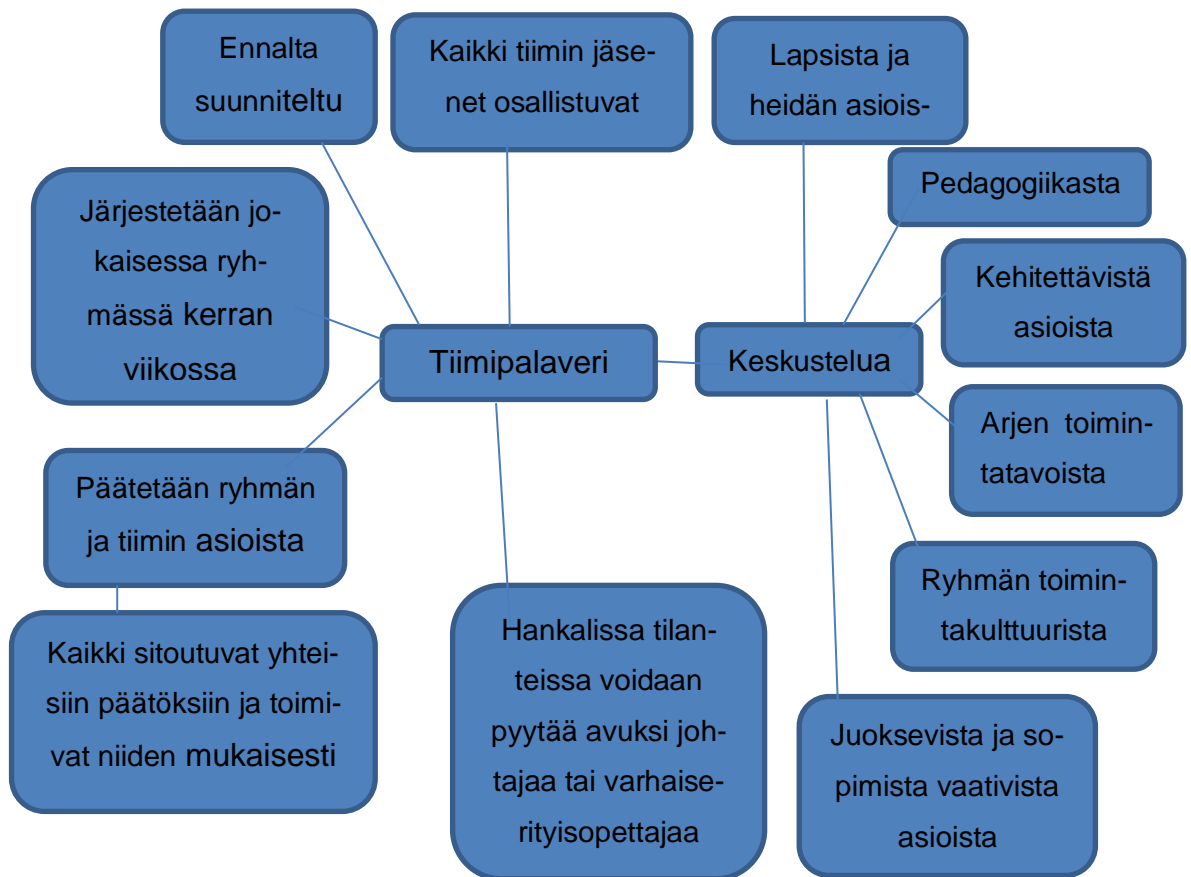 Ennalta
suunniteltu
Kaikki tiimin jäse-
net osallistuvat
Lapsista ja
heidän asiois-
Pedagogiikasta
Järjestetään jo-
kaisessa ryh-
mässä kerran
viikossa
Kehitettävistä
asioista
Tiimipalaveri
Keskustelua
Arjen toimin-
tatavoista
Päätetään ryhmän
ja tiimin asioista
Ryhmän toimin-
takulttuurista
Kaikki sitoutuvat yhtei-
siin päätöksiin ja toimi-
vat niiden mukaisesti
Hankalissa tilan-
teissa voidaan
pyytää avuksi joh-
tajaa tai varhaise-
rityisopettajaa
Juoksevista ja so-
pimista vaativista
asioista